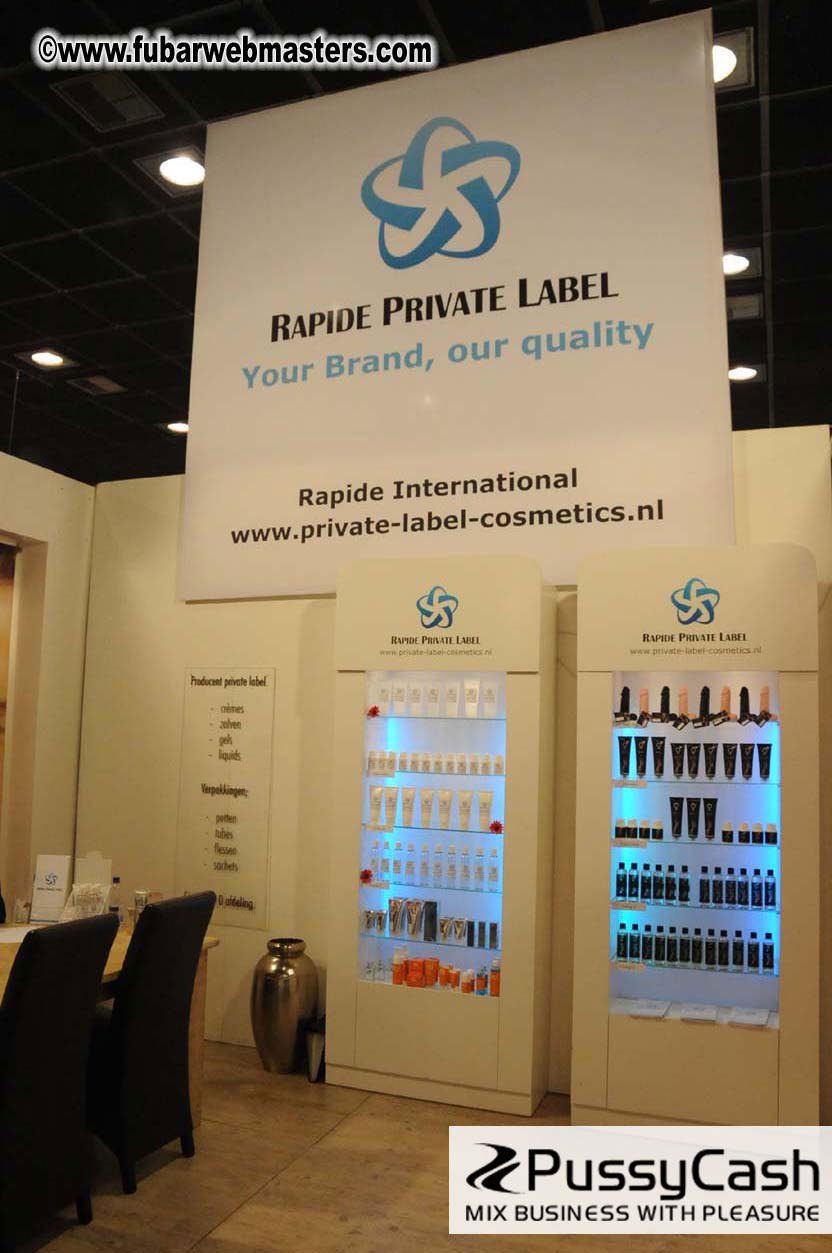 ©www.fubarwebmasters.com
RAPIDE PRIVATE LABEL
Your Brand, our quality
Rapide International
www.private-label-cosmetics.nl
RAPIDE PRIVATE LABEL
www.private-label-cosmetics.nl
RAPIDE PRIVATE LABEL
www.private-label-cosmetics.nl
Producent private label.
- crèmes
- zalven
- gels
- liquids
Verpakkingen;
- potten
- tubes
- flessen
- sachets
D afdeling.
PussyCash
MIX BUSINESS WITH PLEASURE